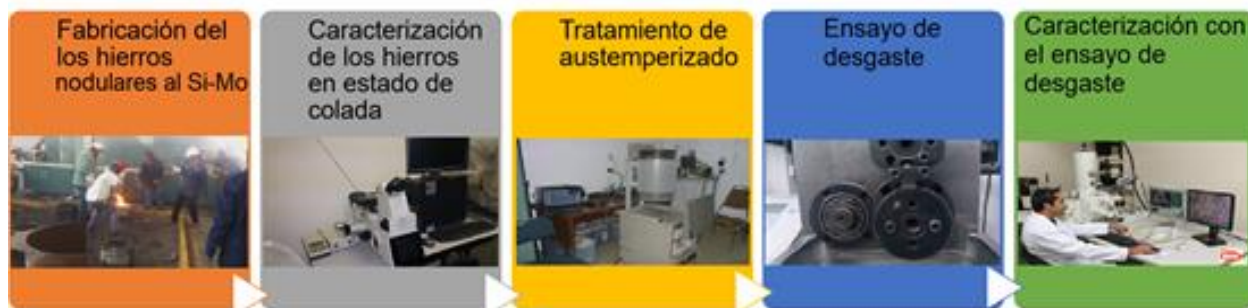 Fabricación del
los hierros
nodulares al Si-Mo
Caracterización
de los hierros
en estado de
colada
Tratamiento de
austemperizado
Ensayo de
desgaste
Caracterización con
el ensayo de
desgaste